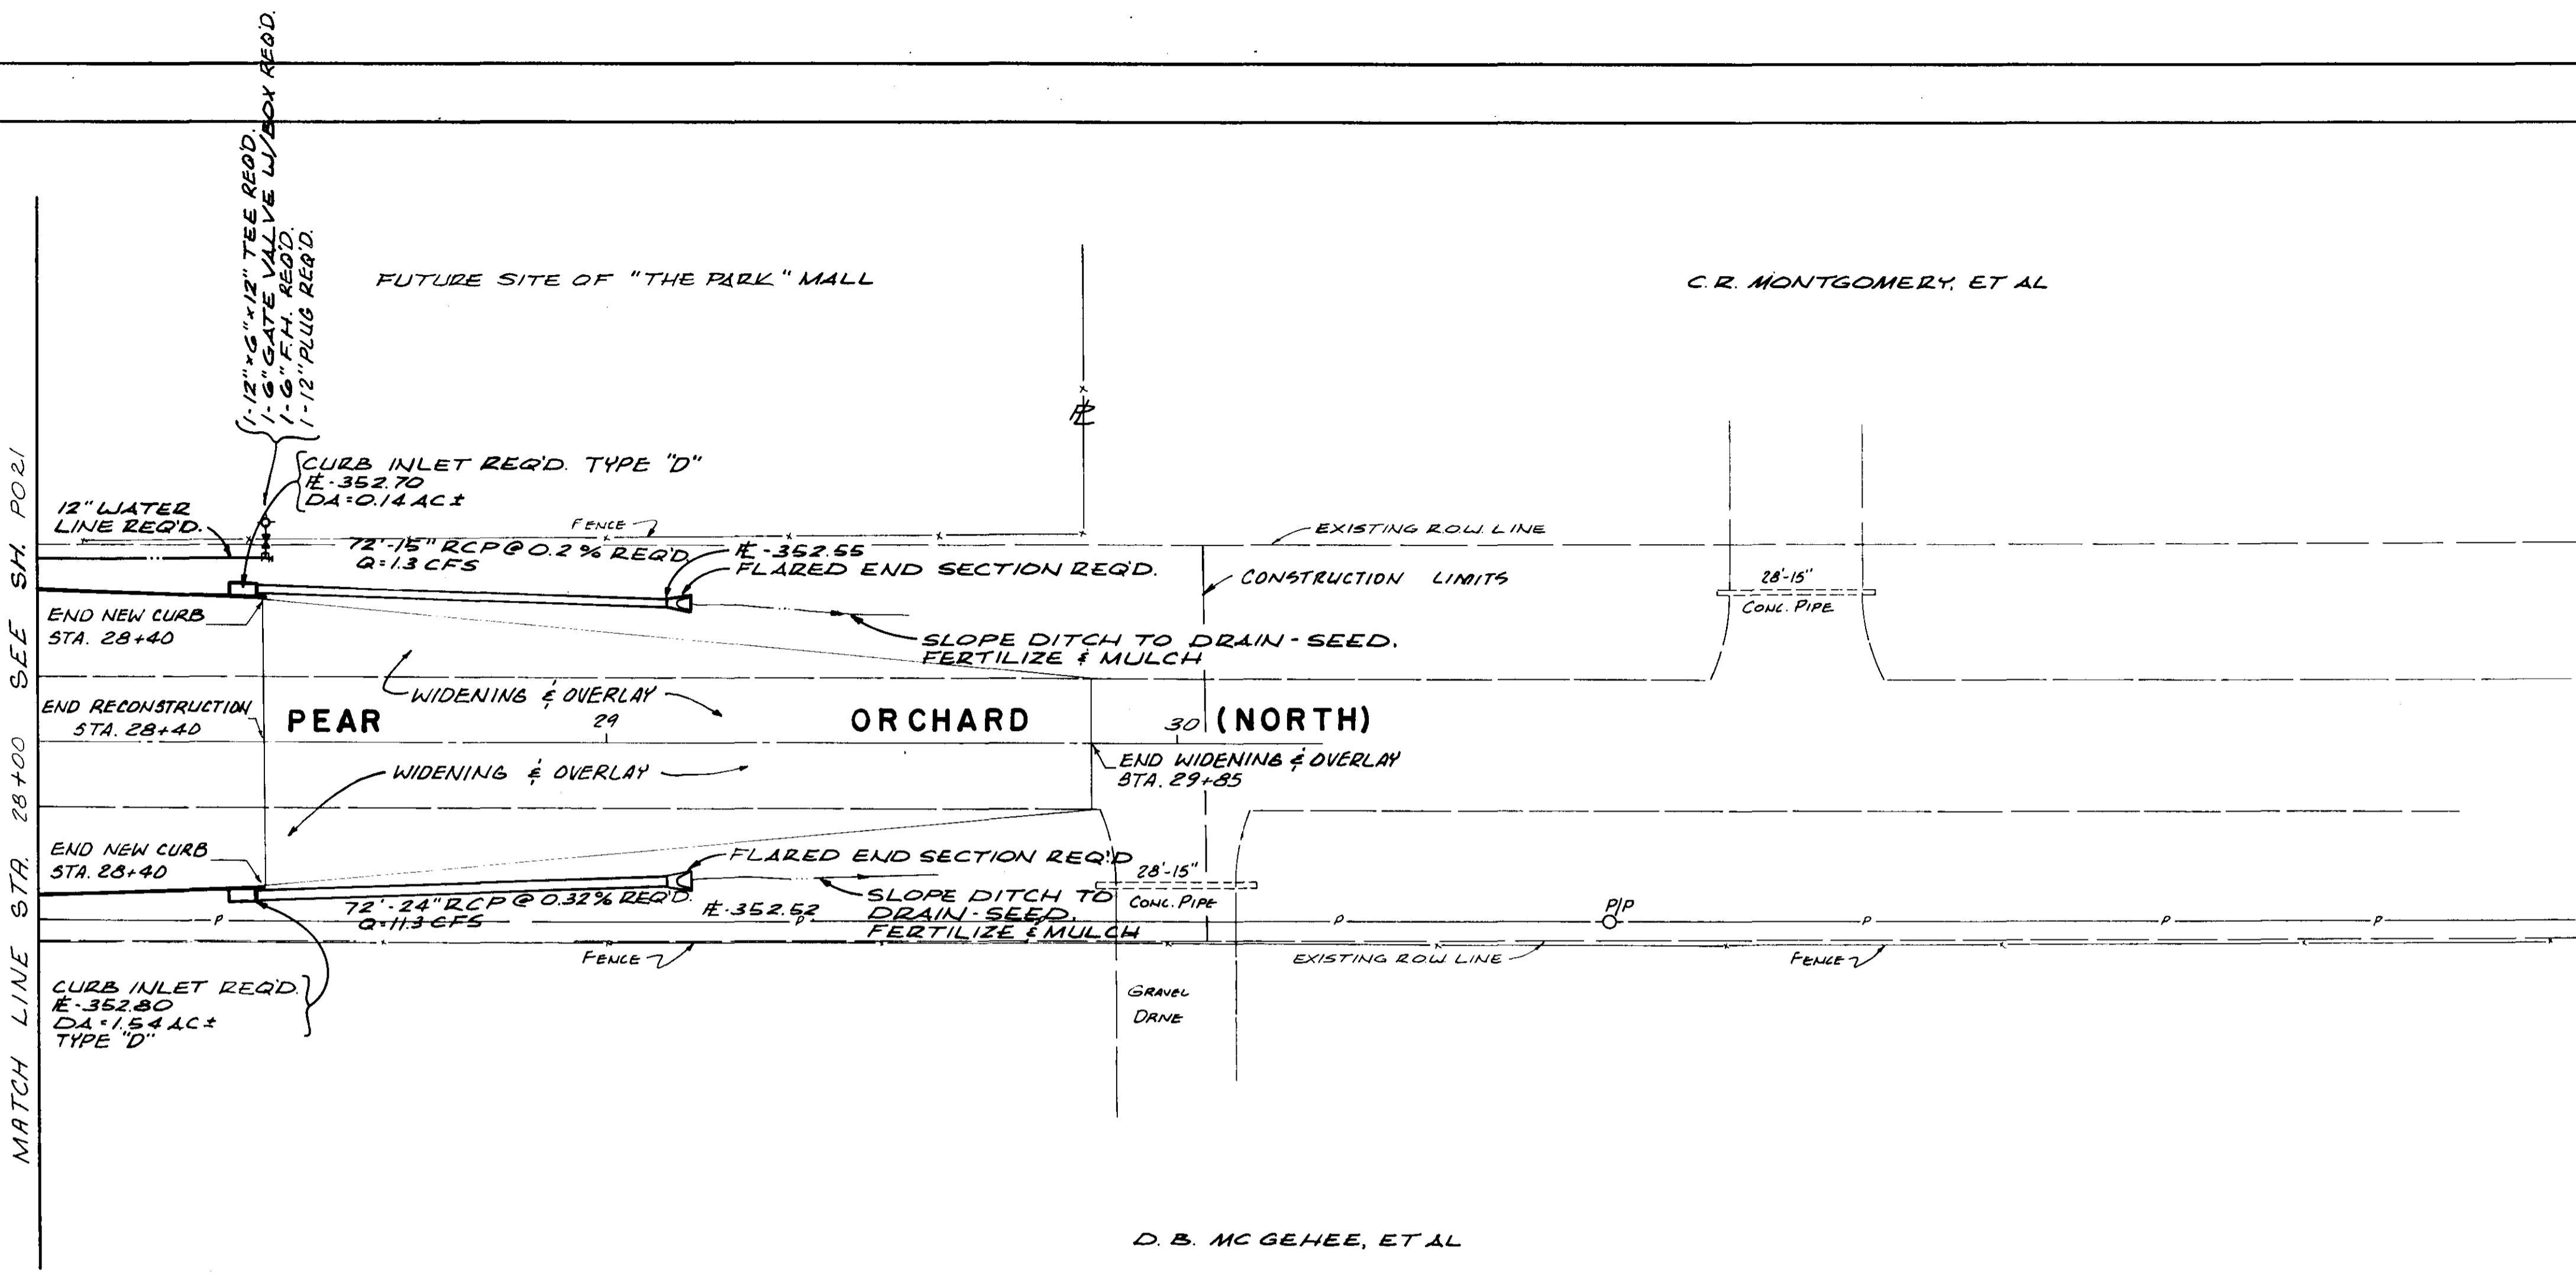 1-12"x6"x12" TEE REQ'D.
1-6" GATE VALVE W/BOX REQ'D.
1-6" F.H. REQ'D.
1-12" PLUG REQ'D.
FUTURE SITE OF "THE PARK" MALL
C.R. MONTGOMERY, ET AL
PL
CURB INLET REQ'D. TYPE "D"
IE-352.70
DA=0.14 AC±
12" WATER
LINE REQ'D.
FENCE
72'-15" RCP @ 0.2% REQ'D
Q=1.3 CFS
IE-352.55
FLARED END SECTION REQ'D.
EXISTING R.O.W. LINE
CONSTRUCTION LIMITS
28'-15"
CONC. PIPE
END NEW CURB
STA. 28+40
SLOPE DITCH TO DRAIN-SEED.
FERTILIZE & MULCH
WIDENING & OVERLAY
END RECONSTRUCTION
STA. 28+40
PEAR ORCHARD (NORTH)
29
30
END WIDENING & OVERLAY
STA. 29+85
WIDENING & OVERLAY
END NEW CURB
STA. 28+40
FLARED END SECTION REQ'D
28'-15"
CONC. PIPE
SLOPE DITCH TO
DRAIN-SEED.
FERTILIZE & MULCH
72'-24" RCP @ 0.32% REQ'D.
Q=11.3 CFS
IE-352.52
P
P
P
P/P
P
P
P
FENCE
EXISTING R.O.W. LINE
FENCE
CURB INLET REQ'D.
IE-352.80
DA=1.54 AC±
TYPE "D"
GRAVEL
DRIVE
D. B. MC GEHEE, ET AL
MATCH LINE STA. 28+00 SEE SH. PO21